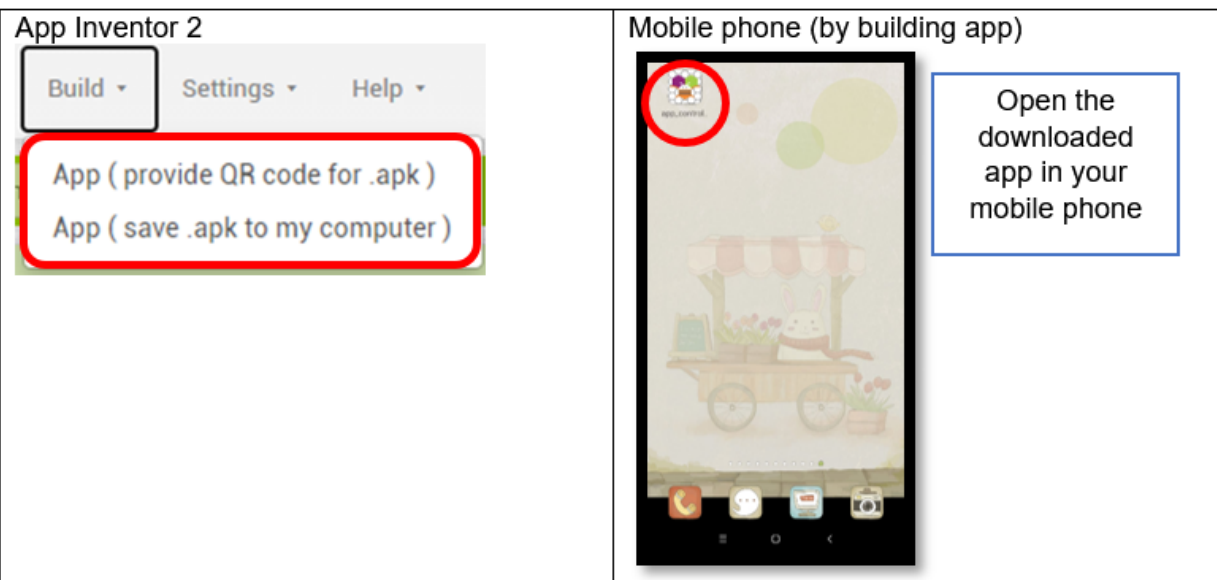 App Inventor 2
Build
Settings
Help
App ( provide QR code for .apk )
App ( save .apk to my computer )
Mobile phone (by building app)
app_control.
Open the
downloaded
app in your
mobile phone